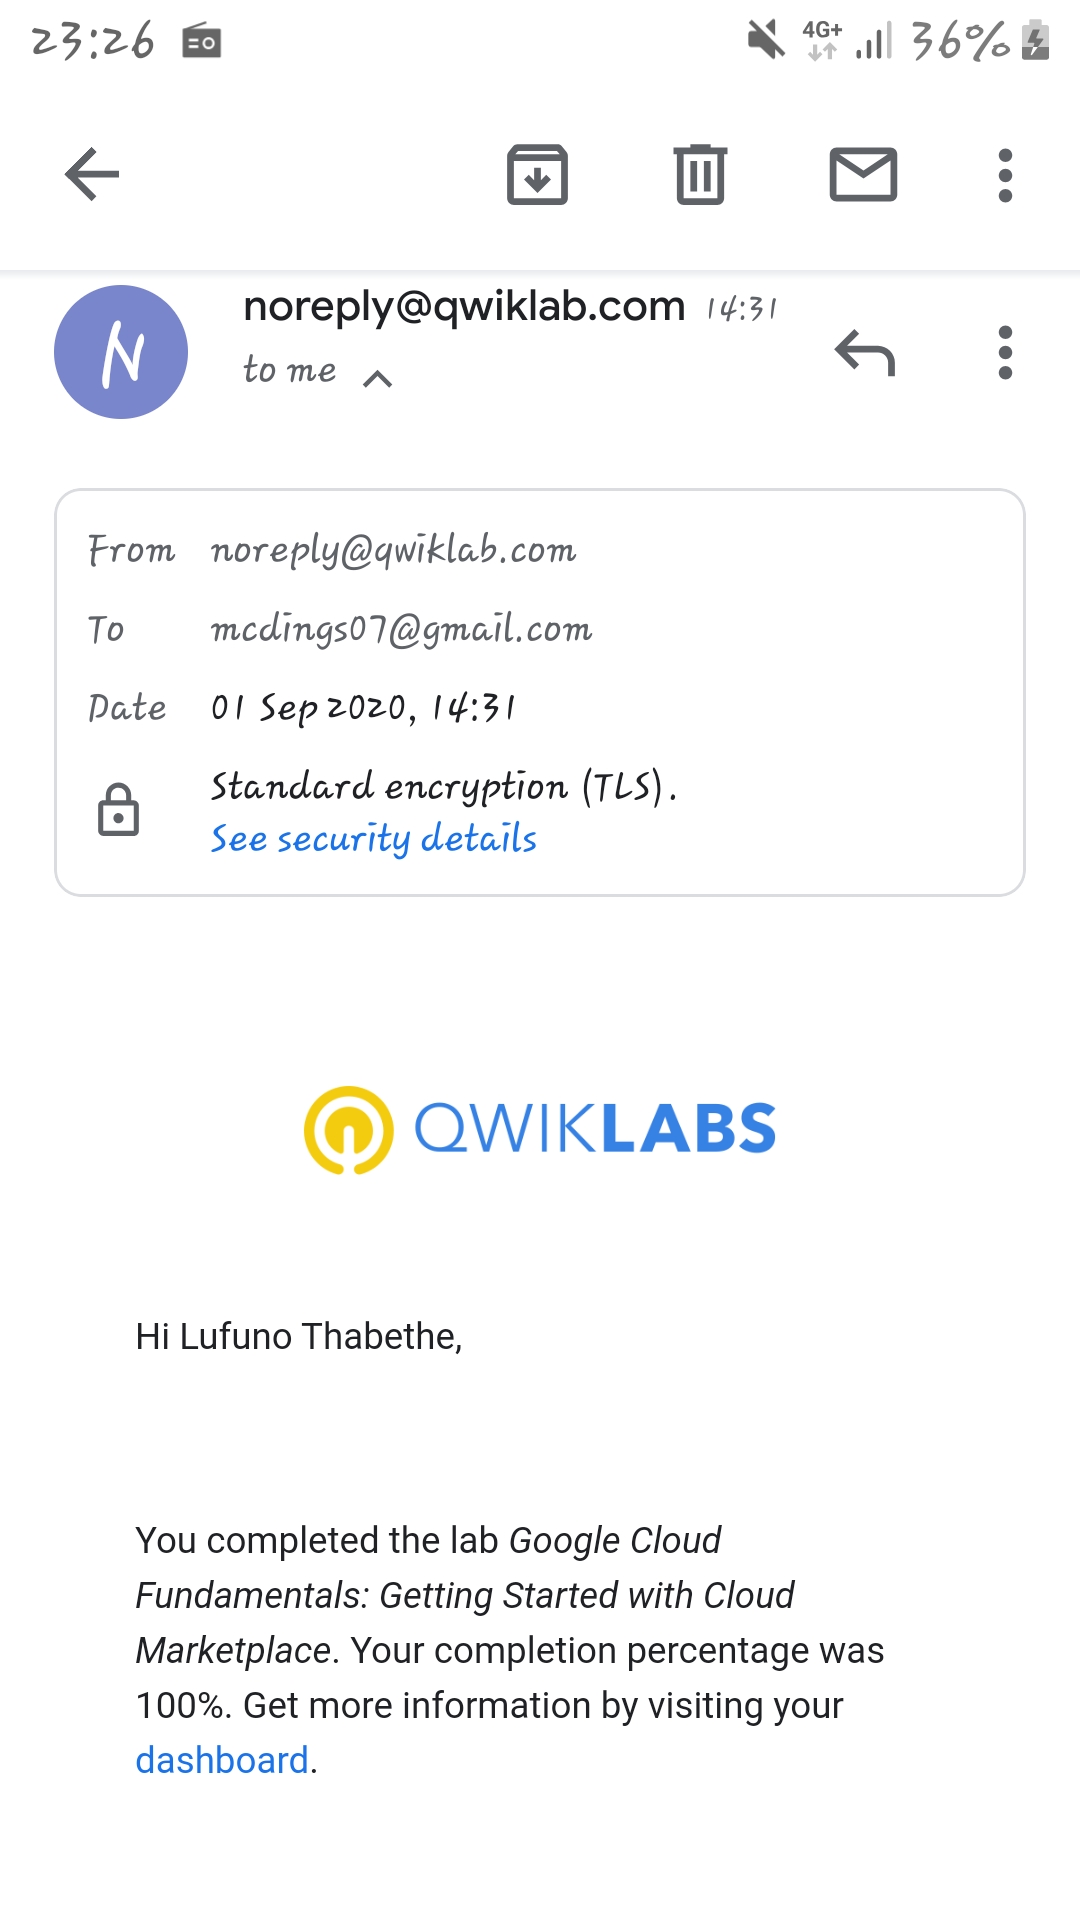 23:26 4G+ 36%
noreply@qwiklab.com 14:31
to me
N
From noreply@qwiklab.com
To mcdings07@gmail.com
Date 01 Sep 2020, 14:31
Standard encryption (TLS).
See security details
QWIKLABS
Hi Lufuno Thabethe,
You completed the lab Google Cloud
Fundamentals: Getting Started with Cloud
Marketplace. Your completion percentage was
100%. Get more information by visiting your
dashboard.